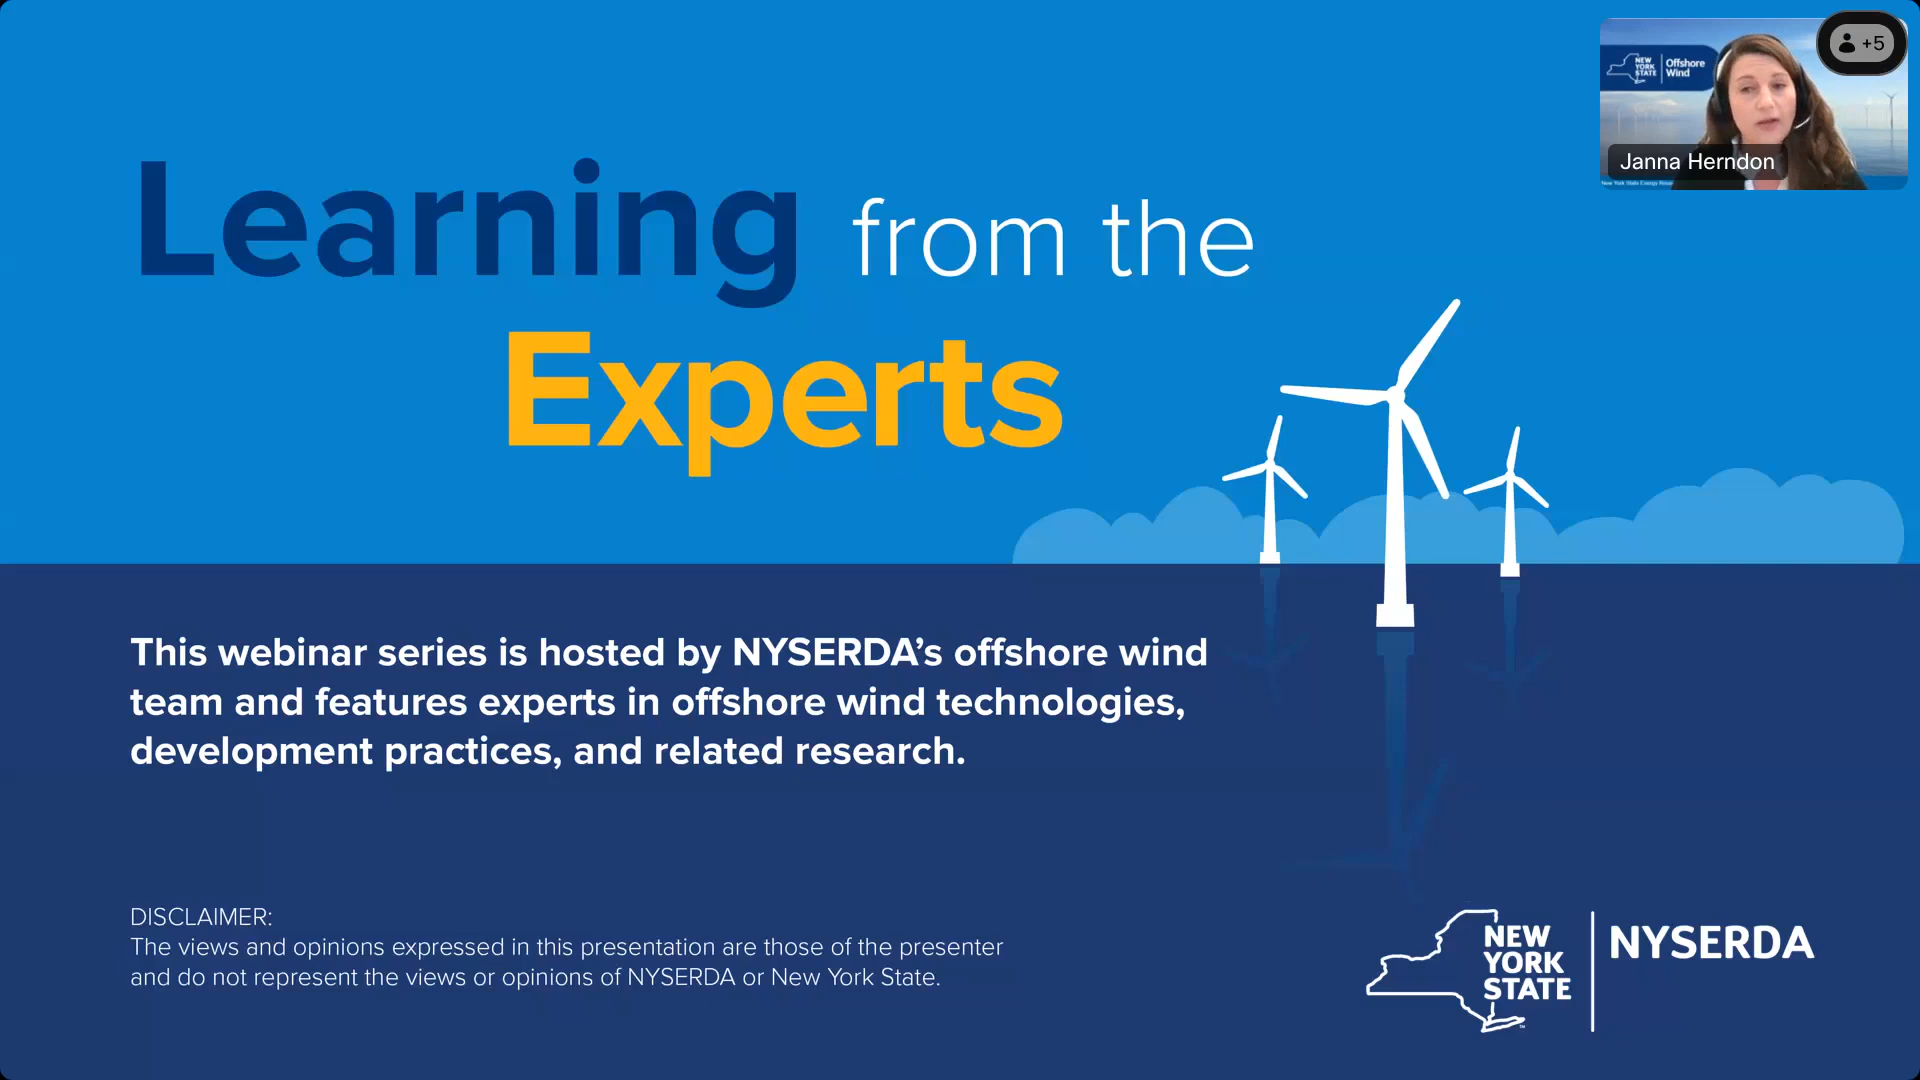 +5
NEW
YORK
STATE
Offshore
Wind
Janna Herndon
Learning from the
Experts
This webinar series is hosted by NYSERDA's offshore wind
team and features experts in offshore wind technologies,
development practices, and related research.
DISCLAIMER:
The views and opinions expressed in this presentation are those of the presenter
and do not represent the views or opinions of NYSERDA or New York State.
NEW
YORK
STATE
NYSERDA